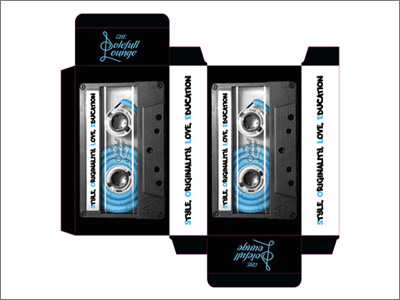 THE
Solefull
Lounge
STYLE, ORIGINALITY, LOVE, EDUCATION
STYLE, ORIGINALITY, LOVE, EDUCATION
STYLE, ORIGINALITY, LOVE, EDUCATION
STYLE, ORIGINALITY, LOVE, EDUCATION
THE
Solefull
Lounge